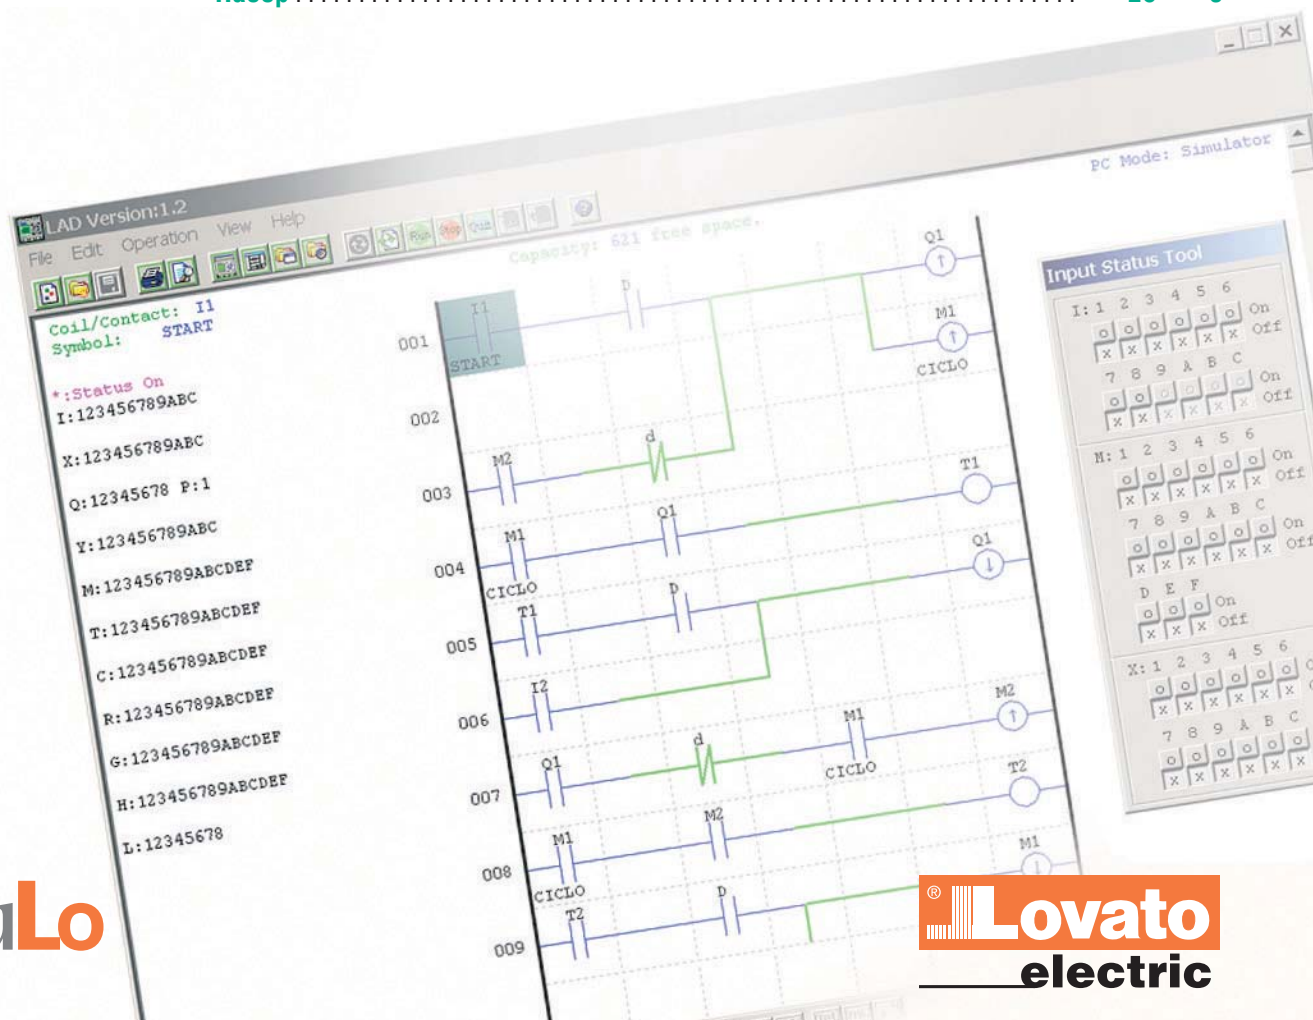 LAD Version:1.2
File Edit Operation View Help
Run Stop Quit
Capacity: 621 free space.
PC Mode: Simulator
Coil/Contact: I1
Symbol: START
*:Status On
I:123456789ABC
X:123456789ABC
Q:12345678 P:1
Y:123456789ABC
M:123456789ABCDEF
T:123456789ABCDEF
C:123456789ABCDEF
R:123456789ABCDEF
G:123456789ABCDEF
H:123456789ABCDEF
L:12345678
I1 D Q1
001
START
M1
CICLO
002
M2 d
003
T1
M1 Q1
004
CICLO
Q1
T1 D
005
I2
006
M2
Q1 d M1
007
CICLO
T2
M1 M2
008
CICLO
M1
T2 D
009
Input Status Tool
I: 1 2 3 4 5 6
o o o o o o On
x x x x x x Off
7 8 9 A B C
o o o o o o On
x x x x x x Off
M: 1 2 3 4 5 6
o o o o o o On
x x x x x x Off
7 8 9 A B C
o o o o o o On
x x x x x x Off
D E F
o o o On
x x x Off
X: 1 2 3 4 5 6
o o o o o o
x x x x x x
7 8 9 A B C
o o o o o o
x x x x x x
Lo
® Lovato
electric